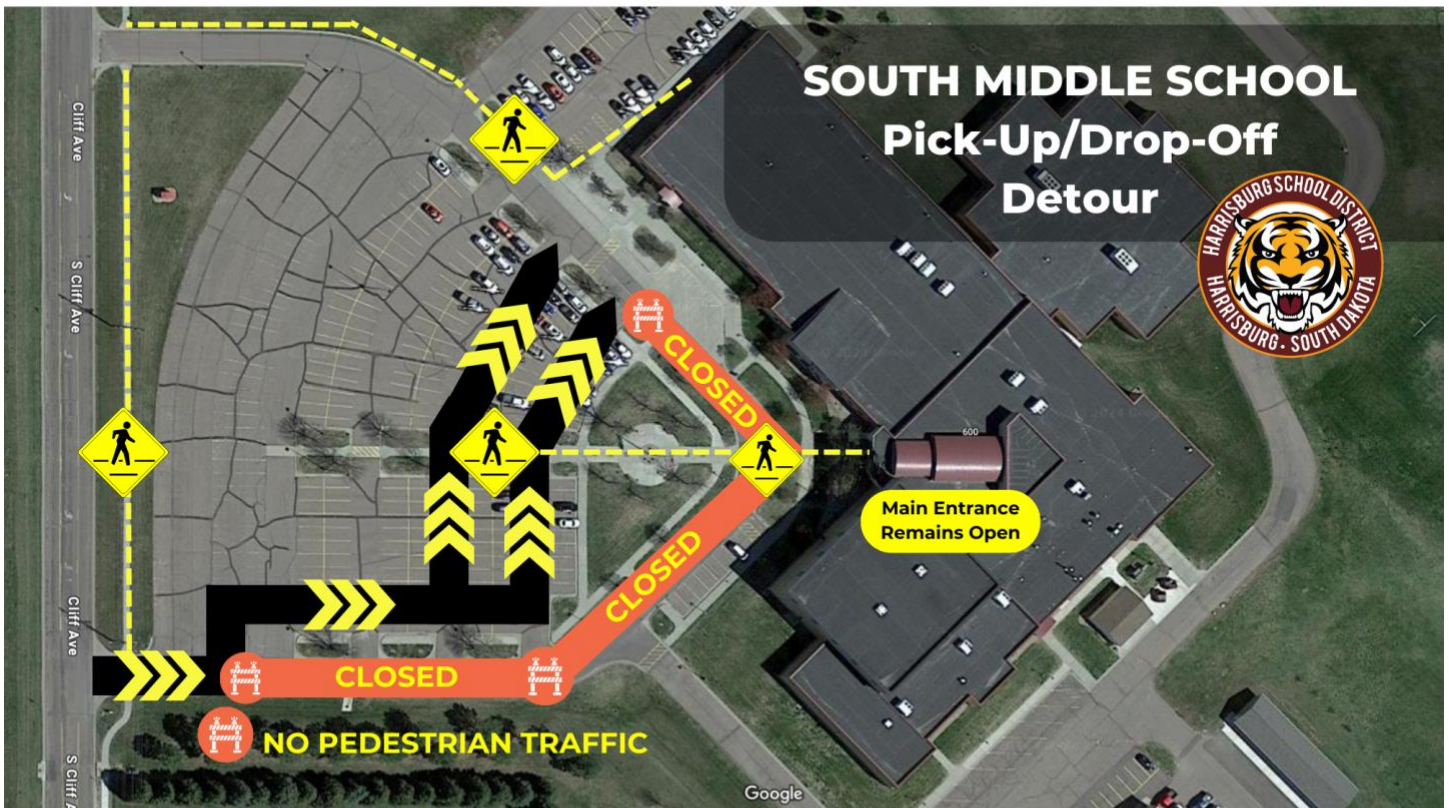 SOUTH MIDDLE SCHOOL
Pick-Up/Drop-Off
Detour
HARRISBURG SCHOOL DISTRICT
HARRISBURG • SOUTH DAKOTA
Cliff Ave
S Cliff Ave
Cliff Ave
S Cliff A
CLOSED
CLOSED
CLOSED
600
Main Entrance
Remains Open
NO PEDESTRIAN TRAFFIC
Google